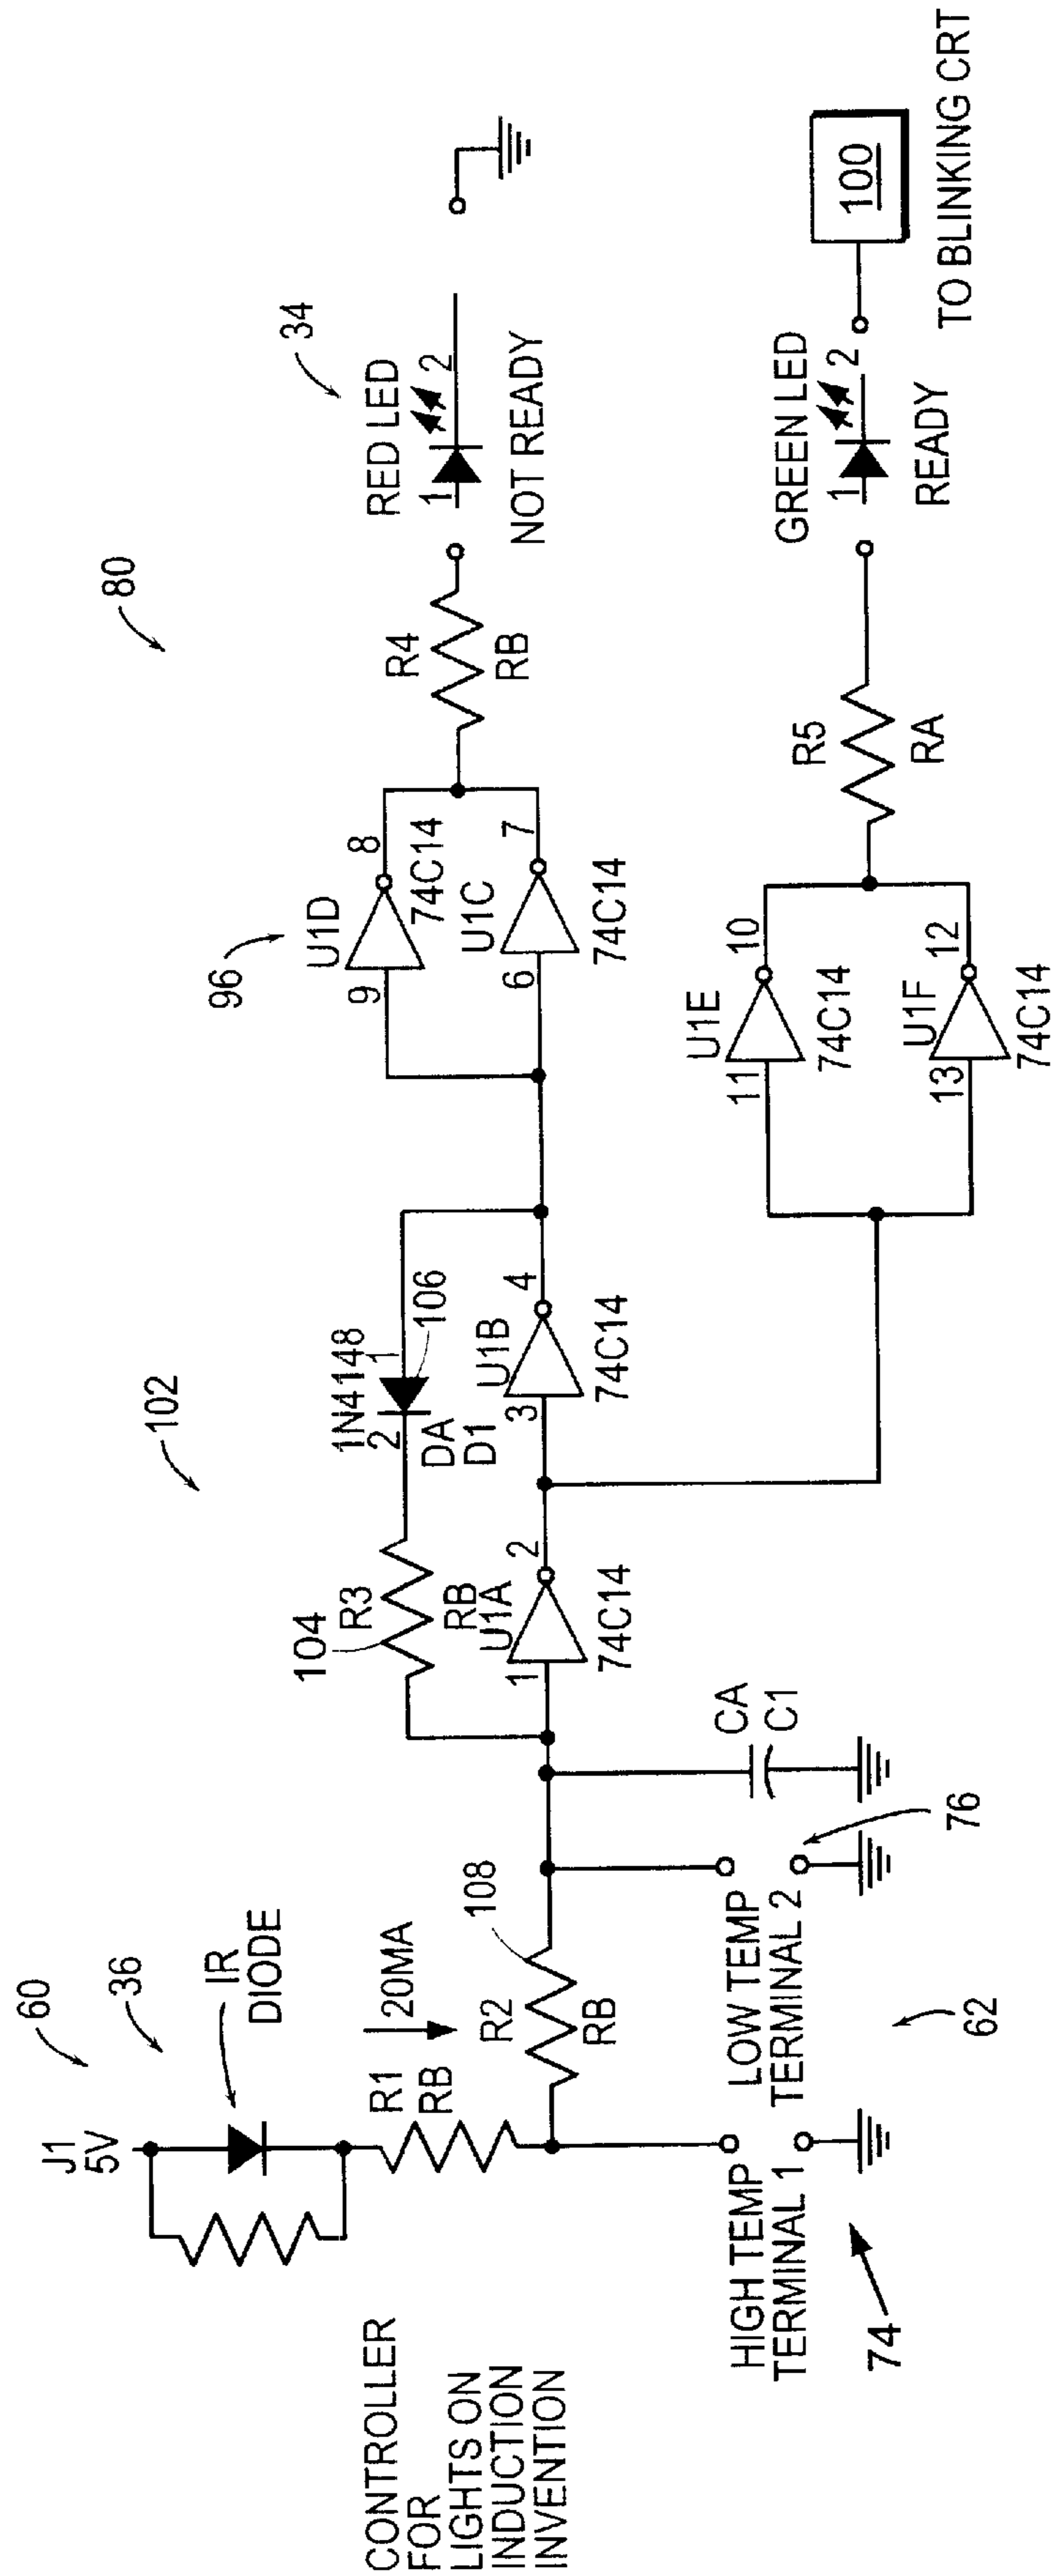 CONTROLLER
FOR
LIGHTS ON
INDUCTION
INVENTION
60
36
J1
5V
IR
DIODE
20MA
R1
RB
R2
RB
108
HIGH TEMP
TERMINAL 1
74
LOW TEMP
TERMINAL 2
76
62
CA
C1
102
104
R3
RB
1N4148
2
1
DA
D1
106
U1A
1
2
74C14
U1B
3
4
74C14
80
96
U1D
9
8
74C14
U1C
6
7
74C14
R4
RB
34
RED LED
1
2
NOT READY
U1E
11
10
74C14
U1F
13
12
74C14
R5
RA
GREEN LED
1
2
READY
100
TO BLINKING CRT